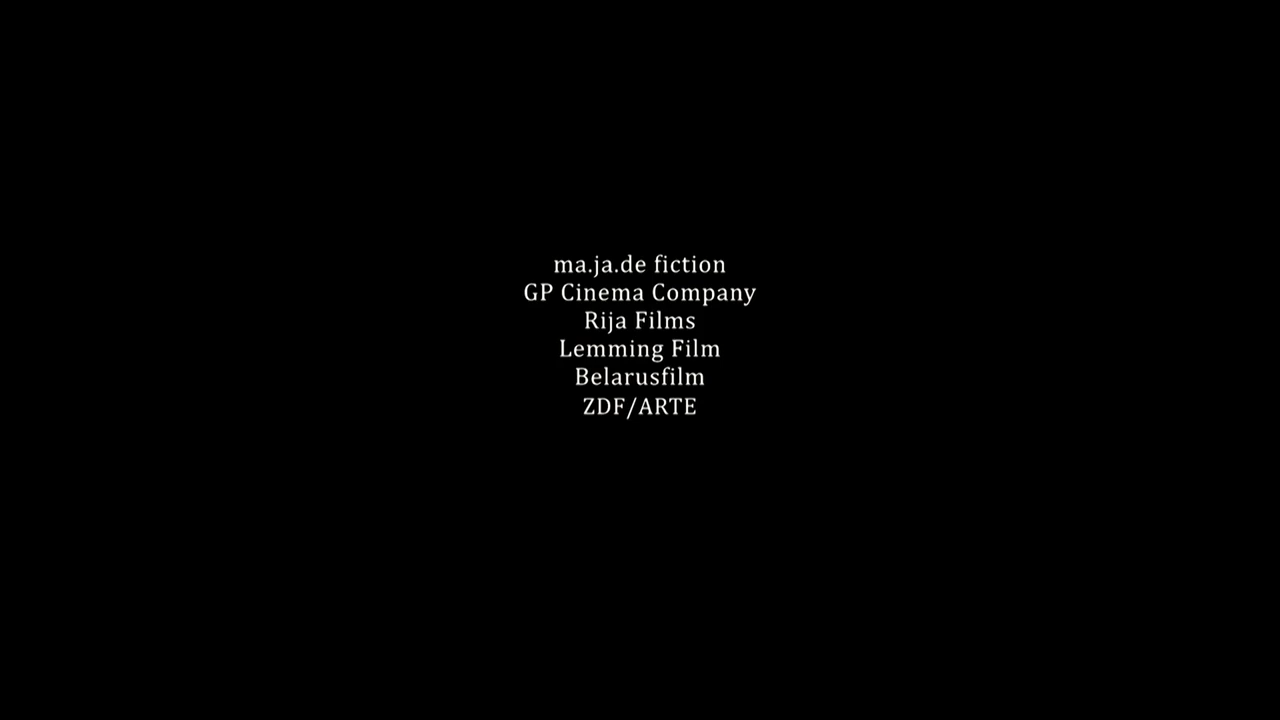 ma.ja.de fiction
GP Cinema Company
Rija Films
Lemming Film
Belarusfilm
ZDF/ARTE